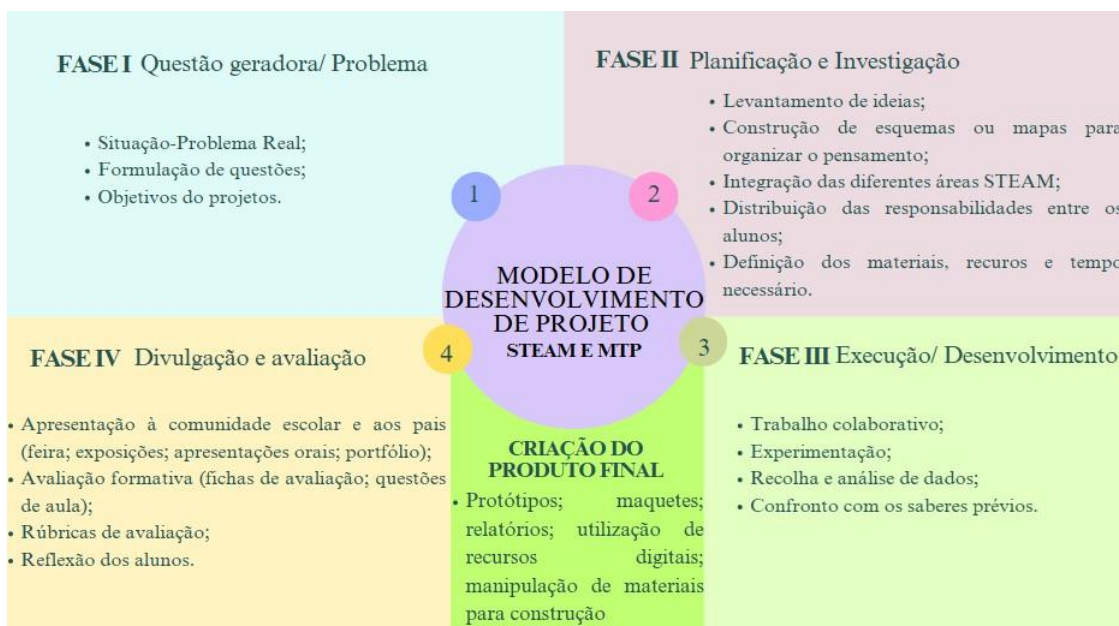 FASE I Questão geradora/ Problema
• Situação-Problema Real;
• Formulação de questões;
• Objetivos do projetos.
FASE II Planificação e Investigação
• Levantamento de ideias;
• Construção de esquemas ou mapas para
organizar o pensamento;
• Integração das diferentes áreas STEAM;
• Distribuição das responsabilidades entre os
alunos;
• Definição dos materiais, recuros e tempo
necessário.
1
2
MODELO DE
DESENVOLVIMENTO
DE PROJETO
STEAM E MTP
4
3
FASE IV Divulgação e avaliação
• Apresentação à comunidade escolar e aos pais
(feira; exposições; apresentações orais; portfólio);
• Avaliação formativa (fichas de avaliação; questões
de aula);
• Rúbricas de avaliação;
• Reflexão dos alunos.
CRIAÇÃO DO
PRODUTO FINAL
• Protótipos; maquetes;
relatórios; utilização de
recursos digitais;
manipulação de materiais
para construção
FASE III Execução/ Desenvolvimento
• Trabalho colaborativo;
• Experimentação;
• Recolha e análise de dados;
• Confronto com os saberes prévios.